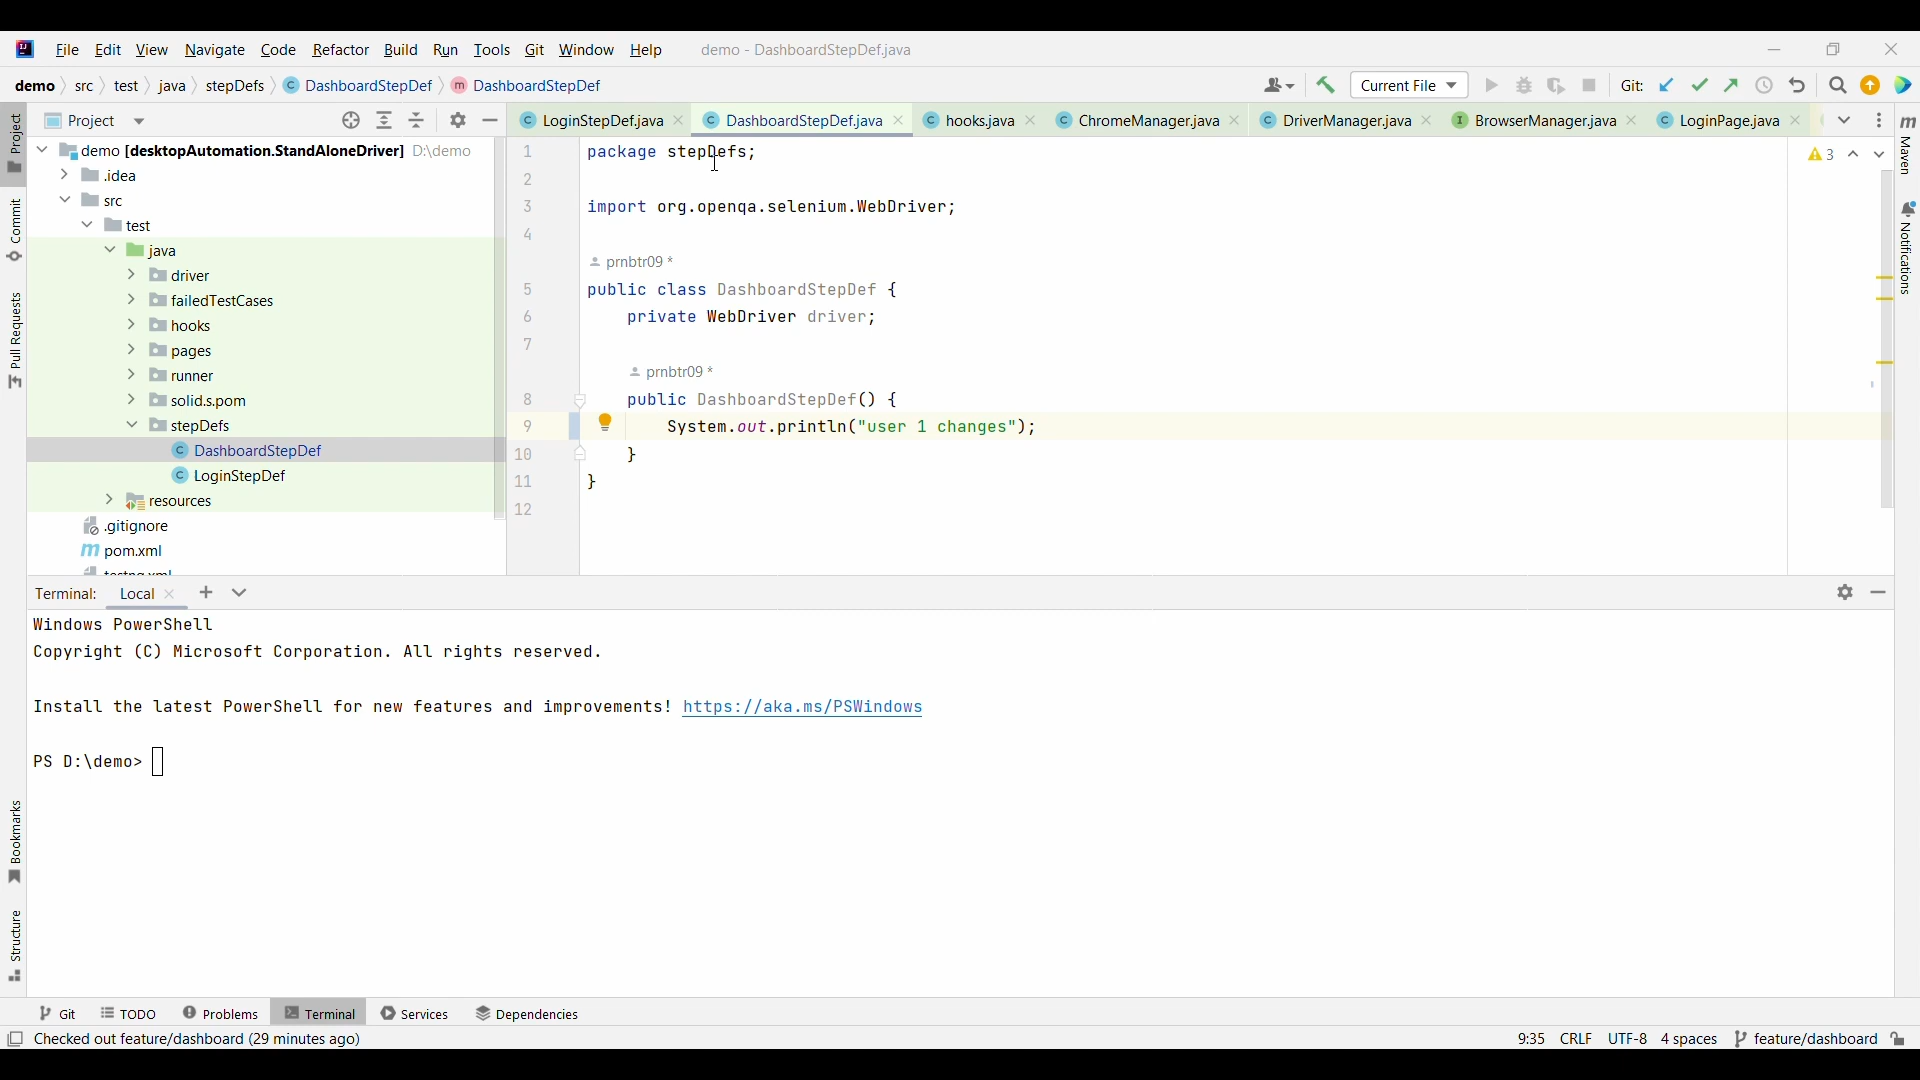 File Edit View Navigate Code Refactor Build Run Tools Git Window Help demo - DashboardStepDef.java
demo src test java stepDefs DashboardStepDef DashboardStepDef Current File Git:
Project
LoginStepDef.java DashboardStepDef.java hooks.java ChromeManager.java DriverManager.java BrowserManager.java LoginPage.java
Project
Commit
Pull Requests
Bookmarks
Structure
demo [desktopAutomation.StandAloneDriver] D:\demo
.idea
src
test
java
driver
failedTestCases
hooks
pages
runner
solid.s.pom
stepDefs
DashboardStepDef
LoginStepDef
resources
.gitignore
pom.xml
testng.xml
1 package stepDefs;
2
3 import org.openqa.selenium.WebDriver;
4
prnbtr09 *
5 public class DashboardStepDef {
6 private WebDriver driver;
7
prnbtr09 *
8 public DashboardStepDef() {
9 System.out.println("user 1 changes");
10 }
11 }
12
3
Maven
Notifications
Terminal: Local
Windows PowerShell
Copyright (C) Microsoft Corporation. All rights reserved.
Install the latest PowerShell for new features and improvements! https://aka.ms/PSWindows
PS D:\demo>
Git TODO Problems Terminal Services Dependencies
Checked out feature/dashboard (29 minutes ago) 9:35 CRLF UTF-8 4 spaces feature/dashboard